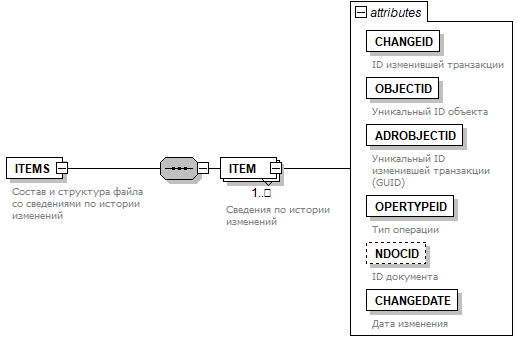 attributes
CHANGEID
ID изменившей транзакции
OBJECTID
Уникальный ID объекта
ADROBJECTID
Уникальный ID
изменившей транзакции
(GUID)
ITEMS
Состав и структура файла
со сведениями по истории
изменений
ITEM
1..□
Сведения по истории
изменений
OPERTYPEID
Тип операции
NDOCID
ID документа
CHANGEDATE
Дата изменения